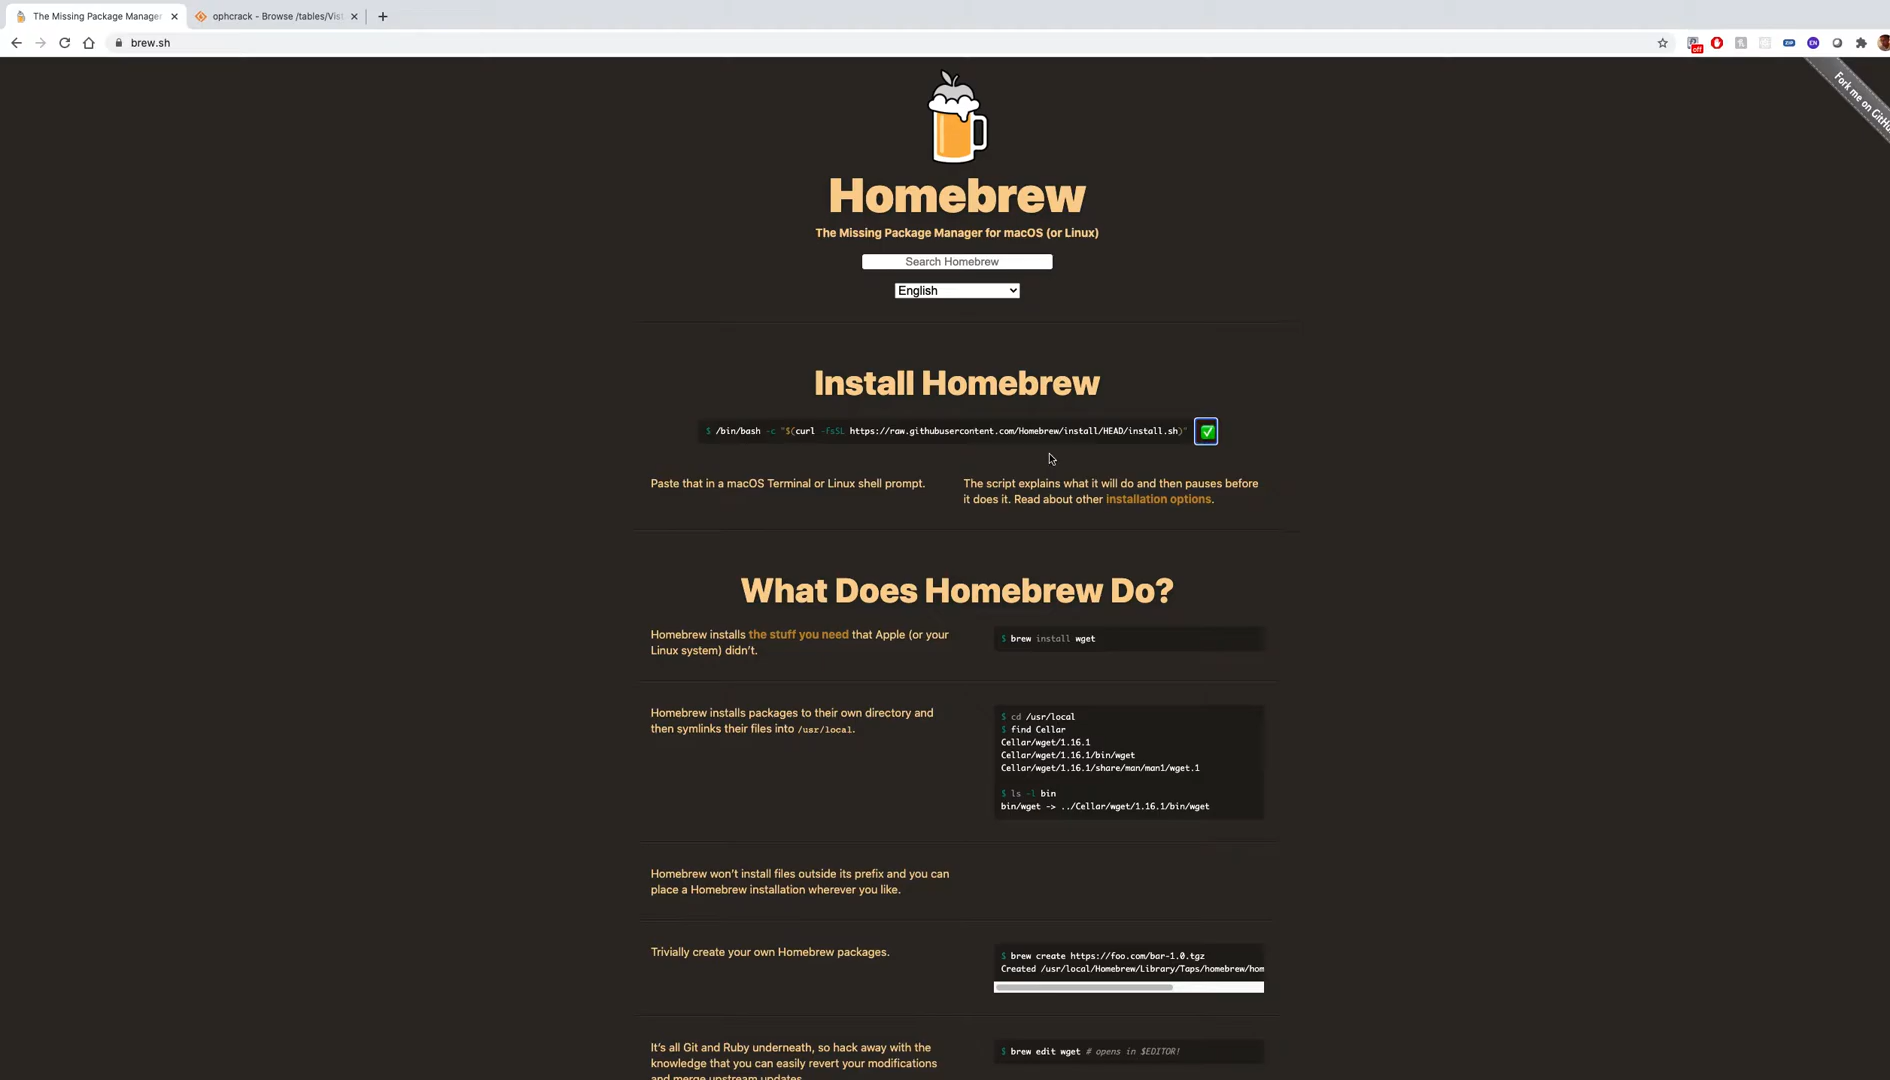 The Missing Package Manager
ophcrack - Browse /tables/Vist
brew.sh
off
ZIP
EN
Fork me on GitHu
Homebrew
The Missing Package Manager for macOS (or Linux)
Search Homebrew
English
Install Homebrew
$ /bin/bash -c "$(curl -fsSL https://raw.githubusercontent.com/Homebrew/install/HEAD/install.sh)"
Paste that in a macOS Terminal or Linux shell prompt.
The script explains what it will do and then pauses before
it does it. Read about other installation options.
What Does Homebrew Do?
Homebrew installs the stuff you need that Apple (or your
Linux system) didn’t.
$ brew install wget
Homebrew installs packages to their own directory and
then symlinks their files into /usr/local.
$ cd /usr/local
$ find Cellar
Cellar/wget/1.16.1
Cellar/wget/1.16.1/bin/wget
Cellar/wget/1.16.1/share/man/man1/wget.1
$ ls -l bin
bin/wget -> ../Cellar/wget/1.16.1/bin/wget
Homebrew won’t install files outside its prefix and you can
place a Homebrew installation wherever you like.
Trivially create your own Homebrew packages.
$ brew create https://foo.com/bar-1.0.tgz
Created /usr/local/Homebrew/Library/Taps/homebrew/hom
It’s all Git and Ruby underneath, so hack away with the
knowledge that you can easily revert your modifications
and merge upstream updates.
$ brew edit wget # opens in $EDITOR!